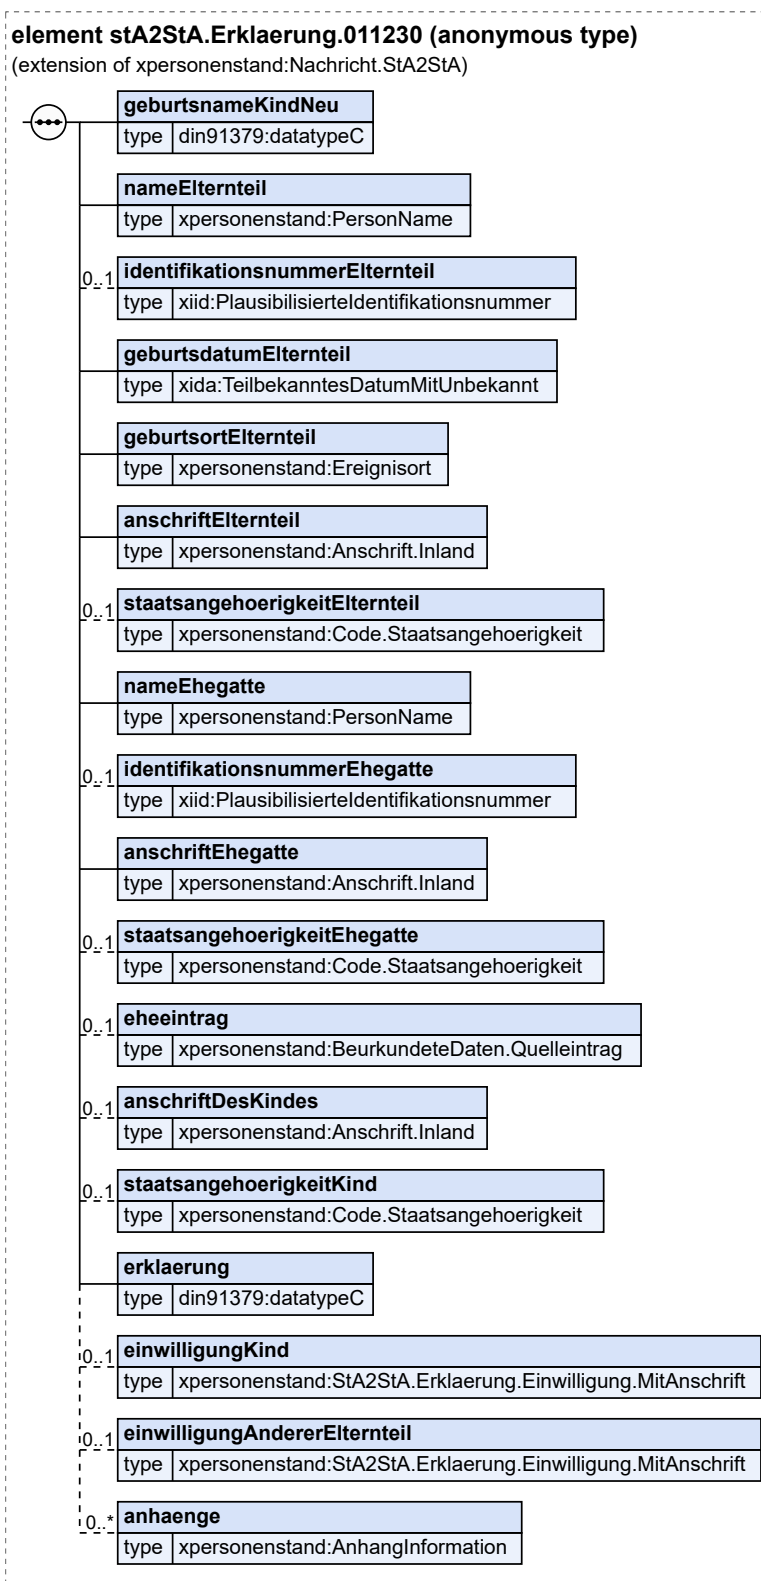 element stA2StA.Erklaerung.011230 (anonymous type)
(extension of xpersonenstand:Nachricht.StA2StA)
geburtsnameKindNeu
type din91379:datatypeC
nameElternteil
type xpersonenstand:PersonName
0..1 identifikationsnummerElternteil
type xiid:PlausibilisierteIdentifikationsnummer
geburtsdatumElternteil
type xida:TeilbekanntesDatumMitUnbekannt
geburtsortElternteil
type xpersonenstand:Ereignisort
anschriftElternteil
type xpersonenstand:Anschrift.Inland
0..1 staatsangehoerigkeitElternteil
type xpersonenstand:Code.Staatsangehoerigkeit
nameEhegatte
type xpersonenstand:PersonName
0..1 identifikationsnummerEhegatte
type xiid:PlausibilisierteIdentifikationsnummer
anschriftEhegatte
type xpersonenstand:Anschrift.Inland
0..1 staatsangehoerigkeitEhegatte
type xpersonenstand:Code.Staatsangehoerigkeit
0..1 eheeintrag
type xpersonenstand:BeurkundeteDaten.Quelleintrag
0..1 anschriftDesKindes
type xpersonenstand:Anschrift.Inland
0..1 staatsangehoerigkeitKind
type xpersonenstand:Code.Staatsangehoerigkeit
erklaerung
type din91379:datatypeC
0..1 einwilligungKind
type xpersonenstand:StA2StA.Erklaerung.Einwilligung.MitAnschrift
0..1 einwilligungAndererElternteil
type xpersonenstand:StA2StA.Erklaerung.Einwilligung.MitAnschrift
0..* anhaenge
type xpersonenstand:AnhangInformation